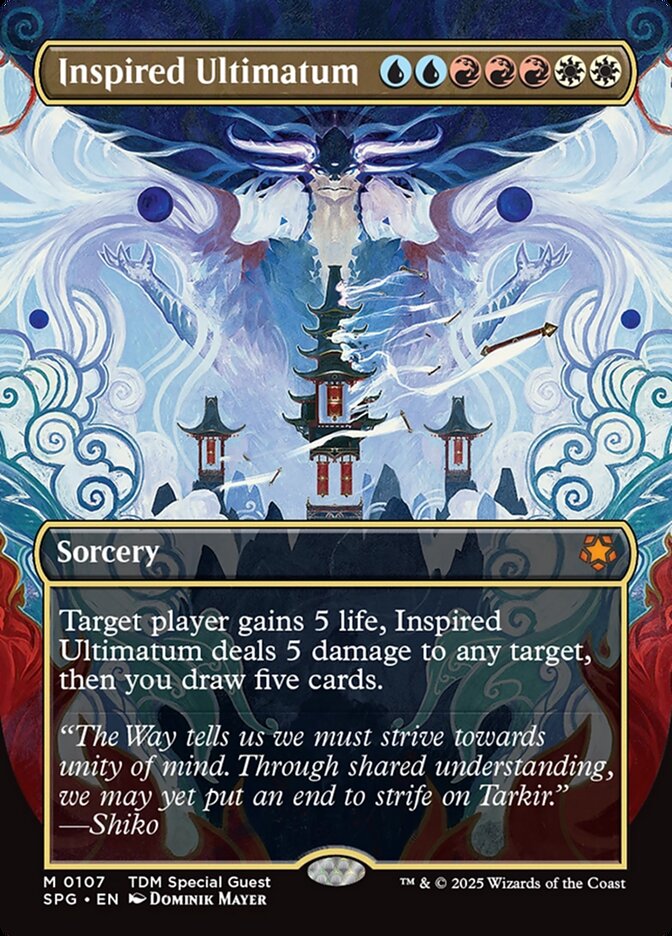 Inspired Ultimatum
Sorcery
Target player gains 5 life, Inspired
Ultimatum deals 5 damage to any target,
then you draw five cards.
“The Way tells us we must strive towards
unity of mind. Through shared understanding,
we may yet put an end to strife on Tarkir.”
—Shiko
M 0107 TDM Special Guest
SPG • EN Dominik Mayer
™ & © 2025 Wizards of the Coast